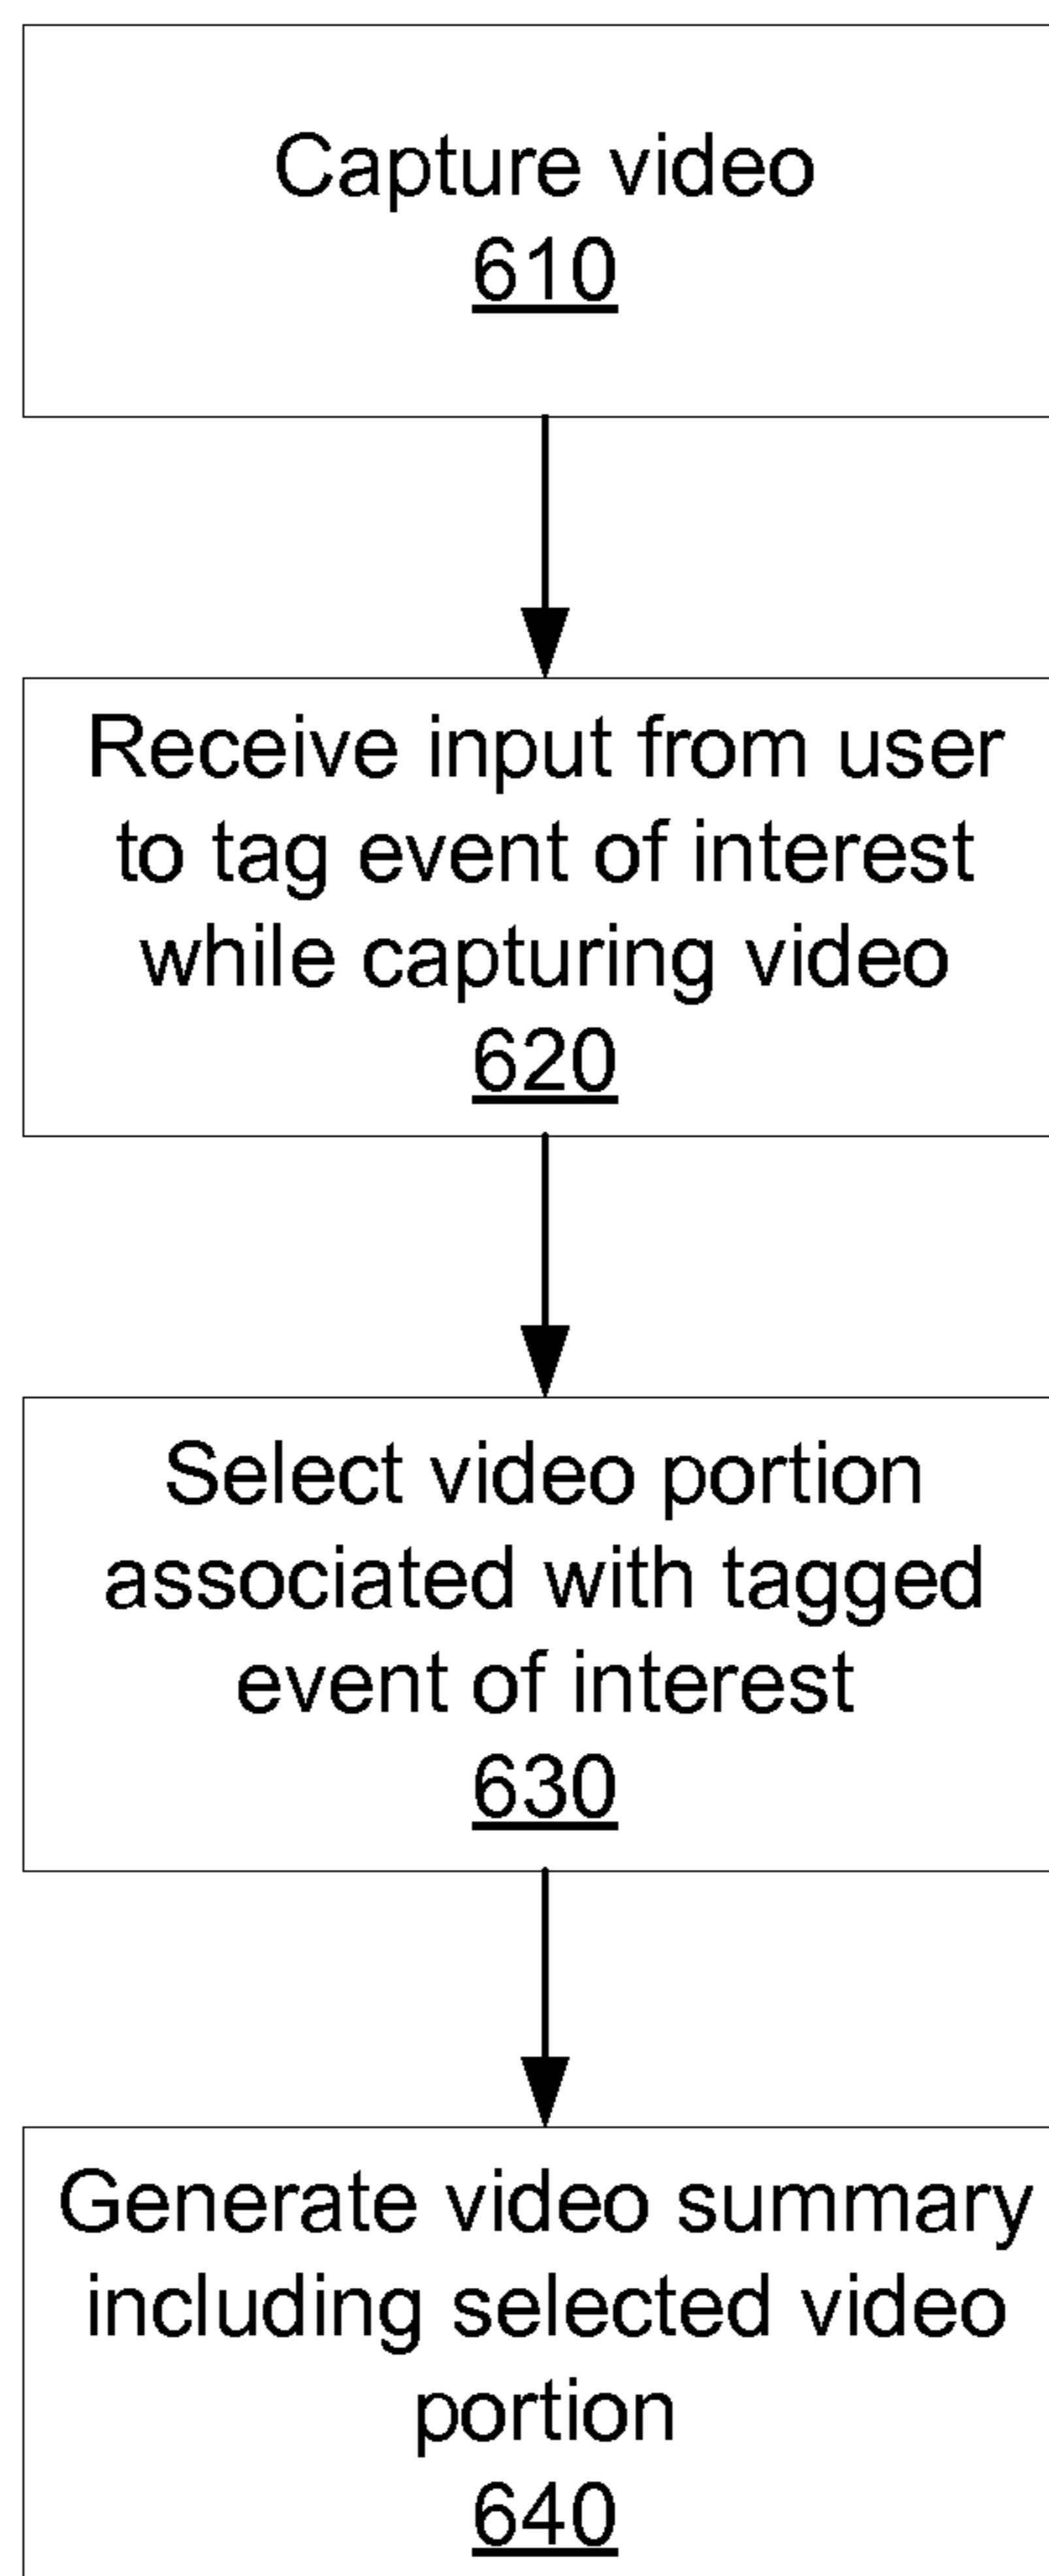 Capture video
610
Receive input from user
to tag event of interest
while capturing video
620
Select video portion
associated with tagged
event of interest
630
Generate video summary
including selected video
portion
640